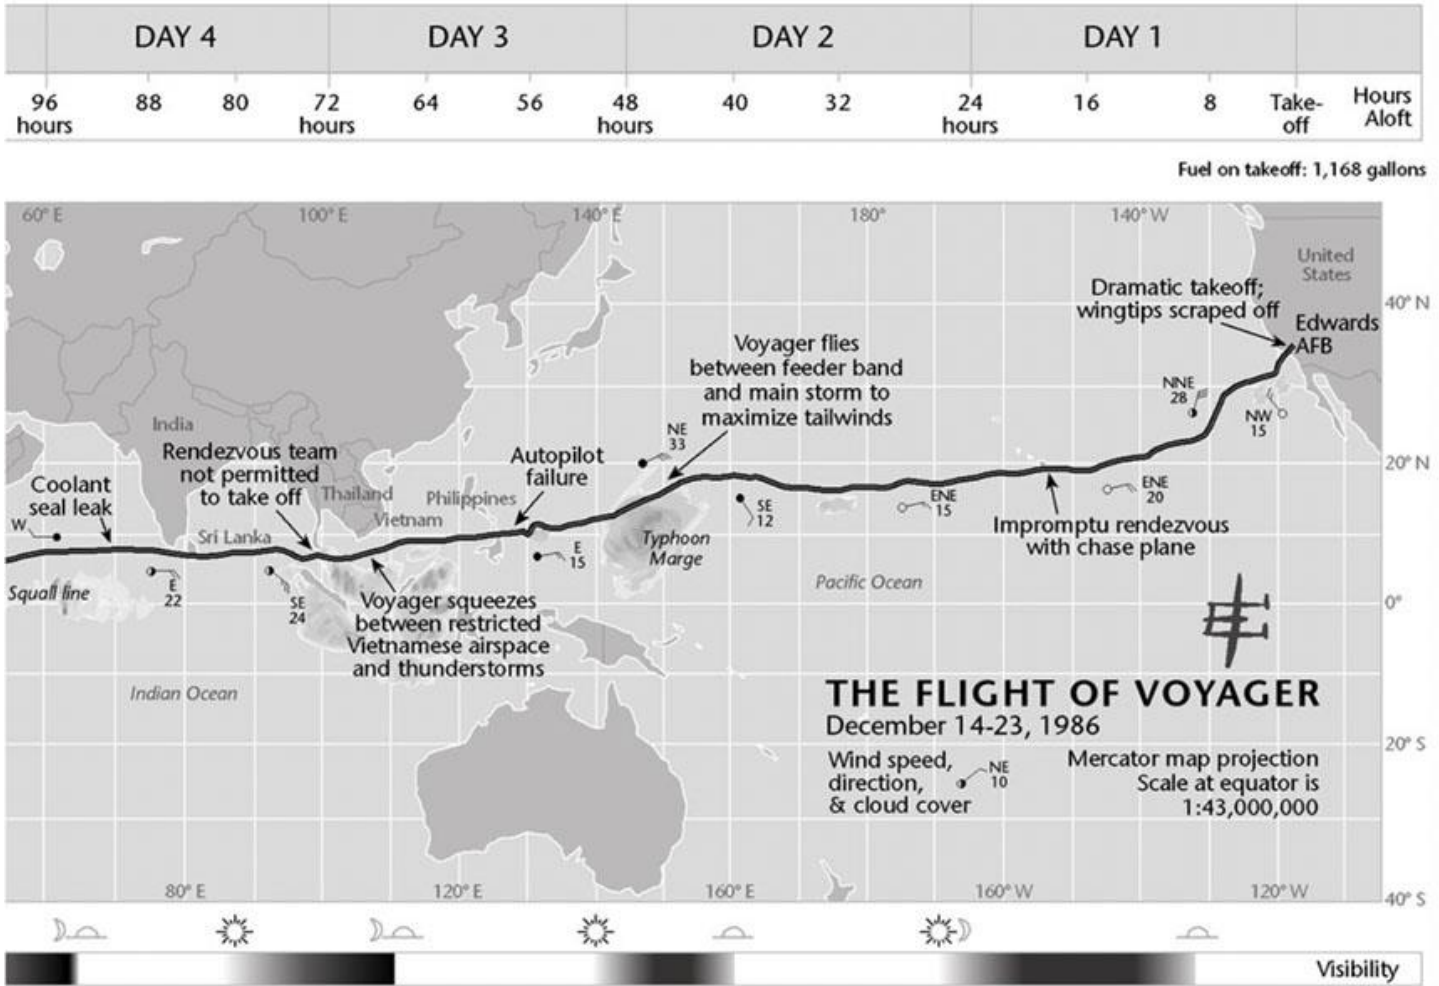 DAY 4
DAY 3
DAY 2
DAY 1
96
hours
88
80
72
hours
64
56
48
hours
40
32
24
hours
16
8
Take-
off
Hours
Aloft
Fuel on takeoff: 1,168 gallons
60° E
100° E
140° E
180°
140° W
United
States
40° N
Dramatic takeoff;
wingtips scraped off
Edwards
AFB
Voyager flies
between feeder band
and main storm to
maximize tailwinds
NNE
28
NW
15
India
NE
33
Rendezvous team
not permitted
to take off
Autopilot
failure
20° N
Coolant
seal leak
Thailand
Philippines
Vietnam
ENE
20
ENE
15
SE
12
W
Sri Lanka
Impromptu rendezvous
with chase plane
Typhoon
Marge
E
15
Pacific Ocean
Squall line
E
22
SE
24
Voyager squeezes
between restricted
Vietnamese airspace
and thunderstorms
0°
Indian Ocean
THE FLIGHT OF VOYAGER
December 14-23, 1986
20° S
Wind speed,
direction,
& cloud cover
NE
10
Mercator map projection
Scale at equator is
1:43,000,000
80° E
120° E
160° E
160° W
120° W
40° S
Visibility